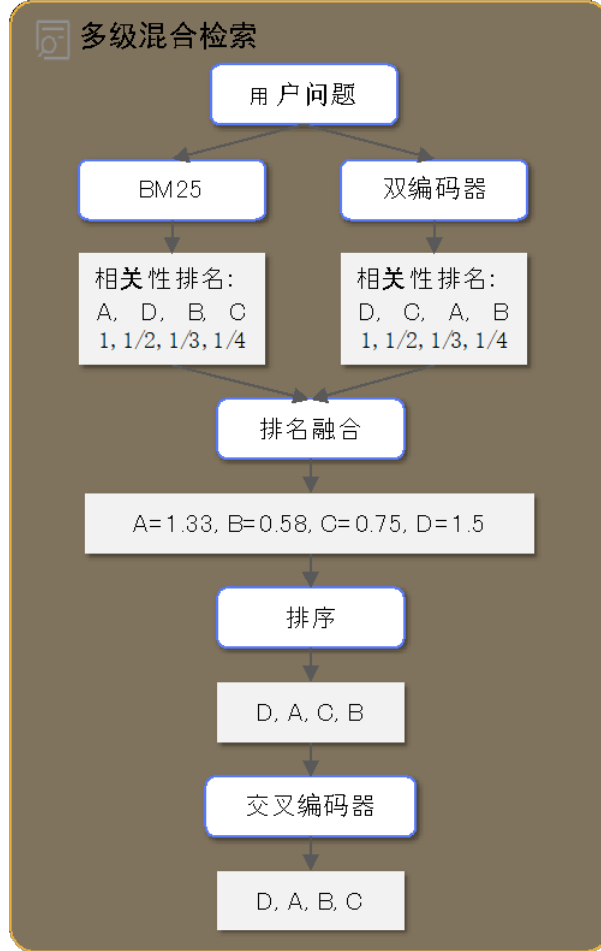 多级混合检索
用户问题
BM25
双编码器
相关性排名:
A, D, B, C
1, 1/2, 1/3, 1/4
相关性排名:
D, C, A, B
1, 1/2, 1/3, 1/4
排名融合
A=1.33, B=0.58, C=0.75, D=1.5
排序
D, A, C, B
交叉编码器
D, A, B, C